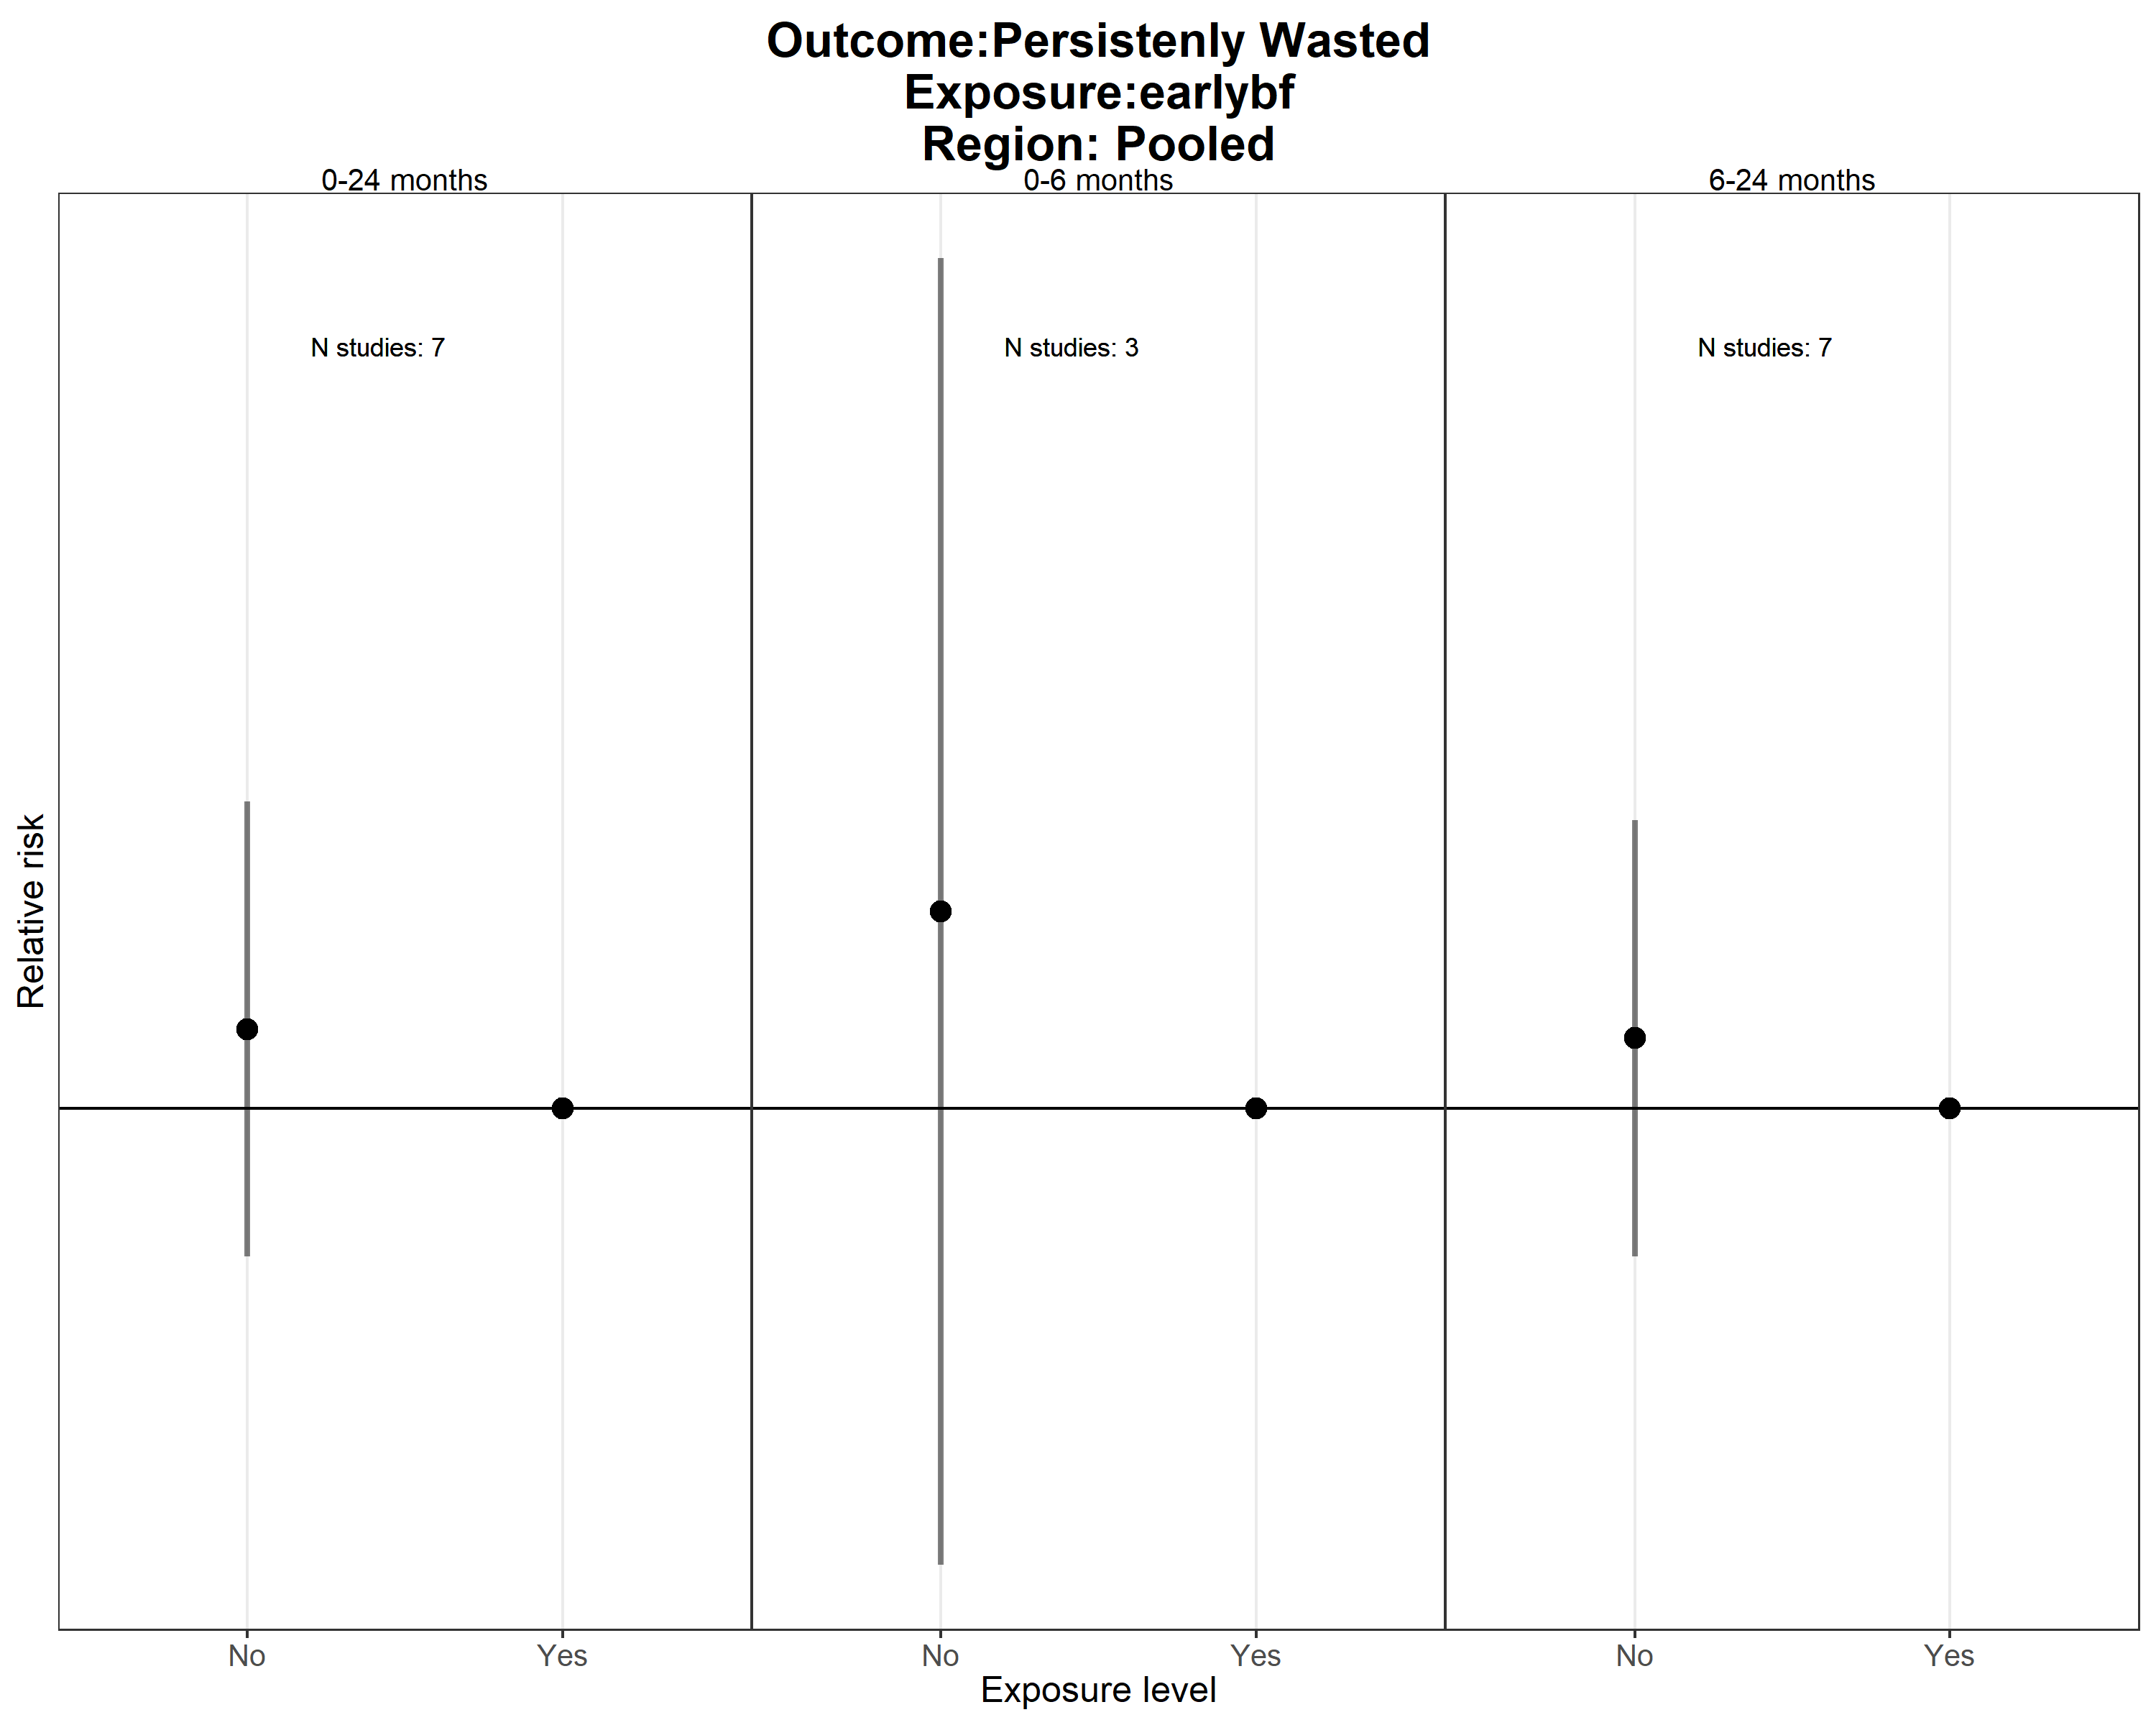 Outcome:Persistenly Wasted
Exposure:earlybf
Region: Pooled
0-24 months
0-6 months
6-24 months
N studies: 7
N studies: 3
N studies: 7
Relative risk
No
Yes
No
Yes
No
Yes
Exposure level